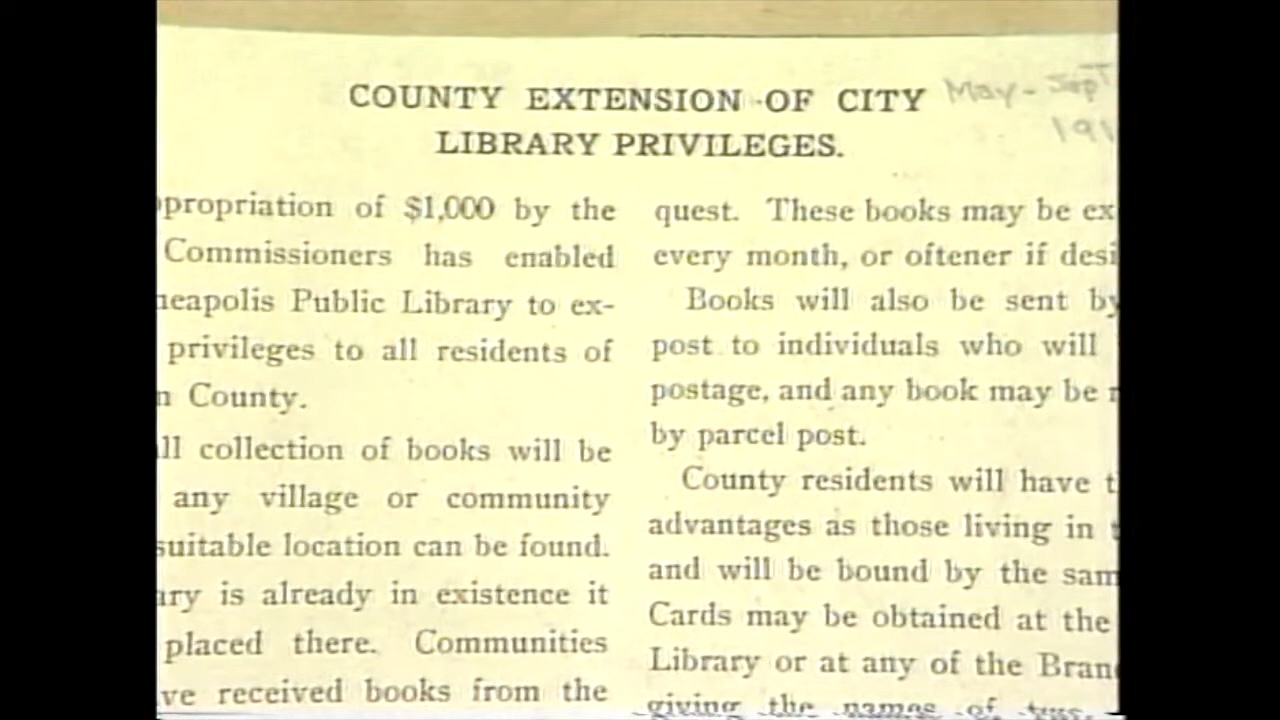 COUNTY EXTENSION OF CITY
LIBRARY PRIVILEGES.
May - Sept
191
propriation of $1,000 by the
Commissioners has enabled
neapolis Public Library to ex-
privileges to all residents of
n County.
ll collection of books will be
any village or community
suitable location can be found.
ary is already in existence it
placed there. Communities
ve received books from the
quest. These books may be ex
every month, or oftener if desi
Books will also be sent by
post to individuals who will
postage, and any book may be
by parcel post.
County residents will have t
advantages as those living in
and will be bound by the sam
Cards may be obtained at the
Library or at any of the Bran
giving the names of